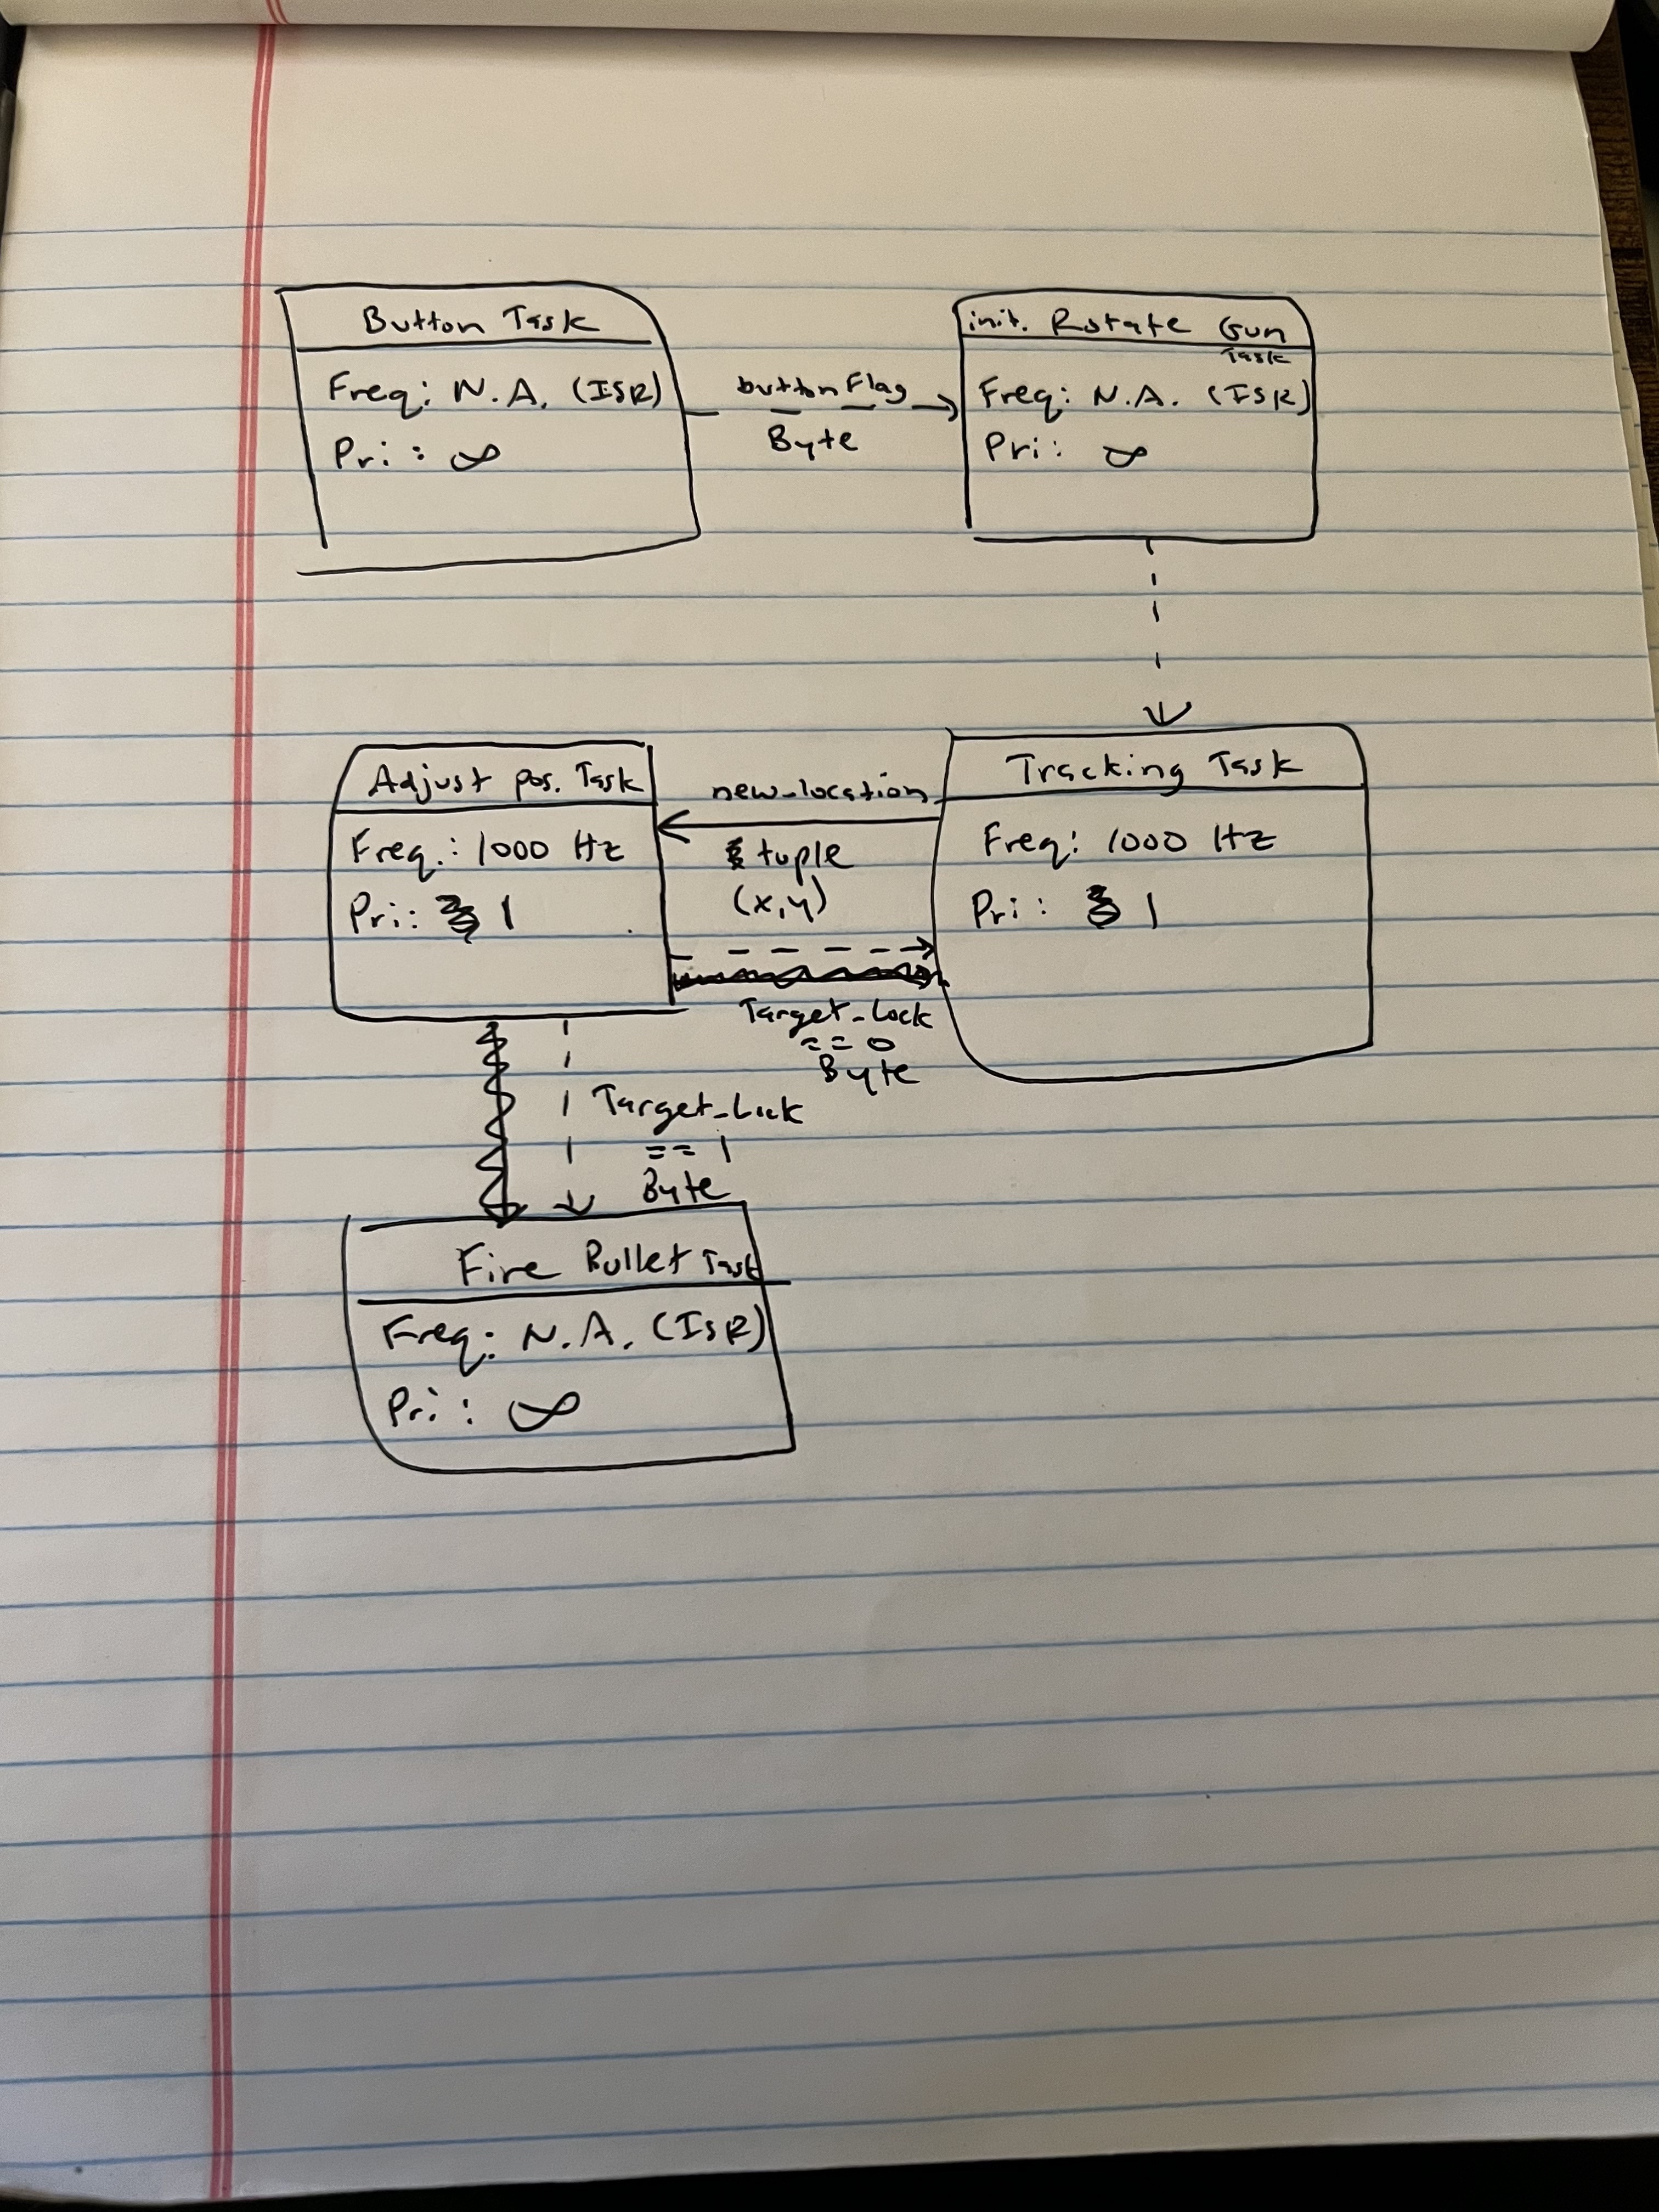 Button Task
Freq: N.A. (ISR)
Pri: ∞
buttonFlag
Byte
init. Rotate Gun
Task
Freq: N.A. (ISR)
Pri: ∞
Adjust pos. Task
Freq.: 1000 Hz
Pri: 1
new_location
tuple
(x,y)
Tracking Task
Freq: 1000 Hz
Pri: 1
Target_Lock
== 0
Byte
Target_Lock
== 1
Byte
Fire Bullet Task
Freq: N.A. (ISR)
Pri: ∞